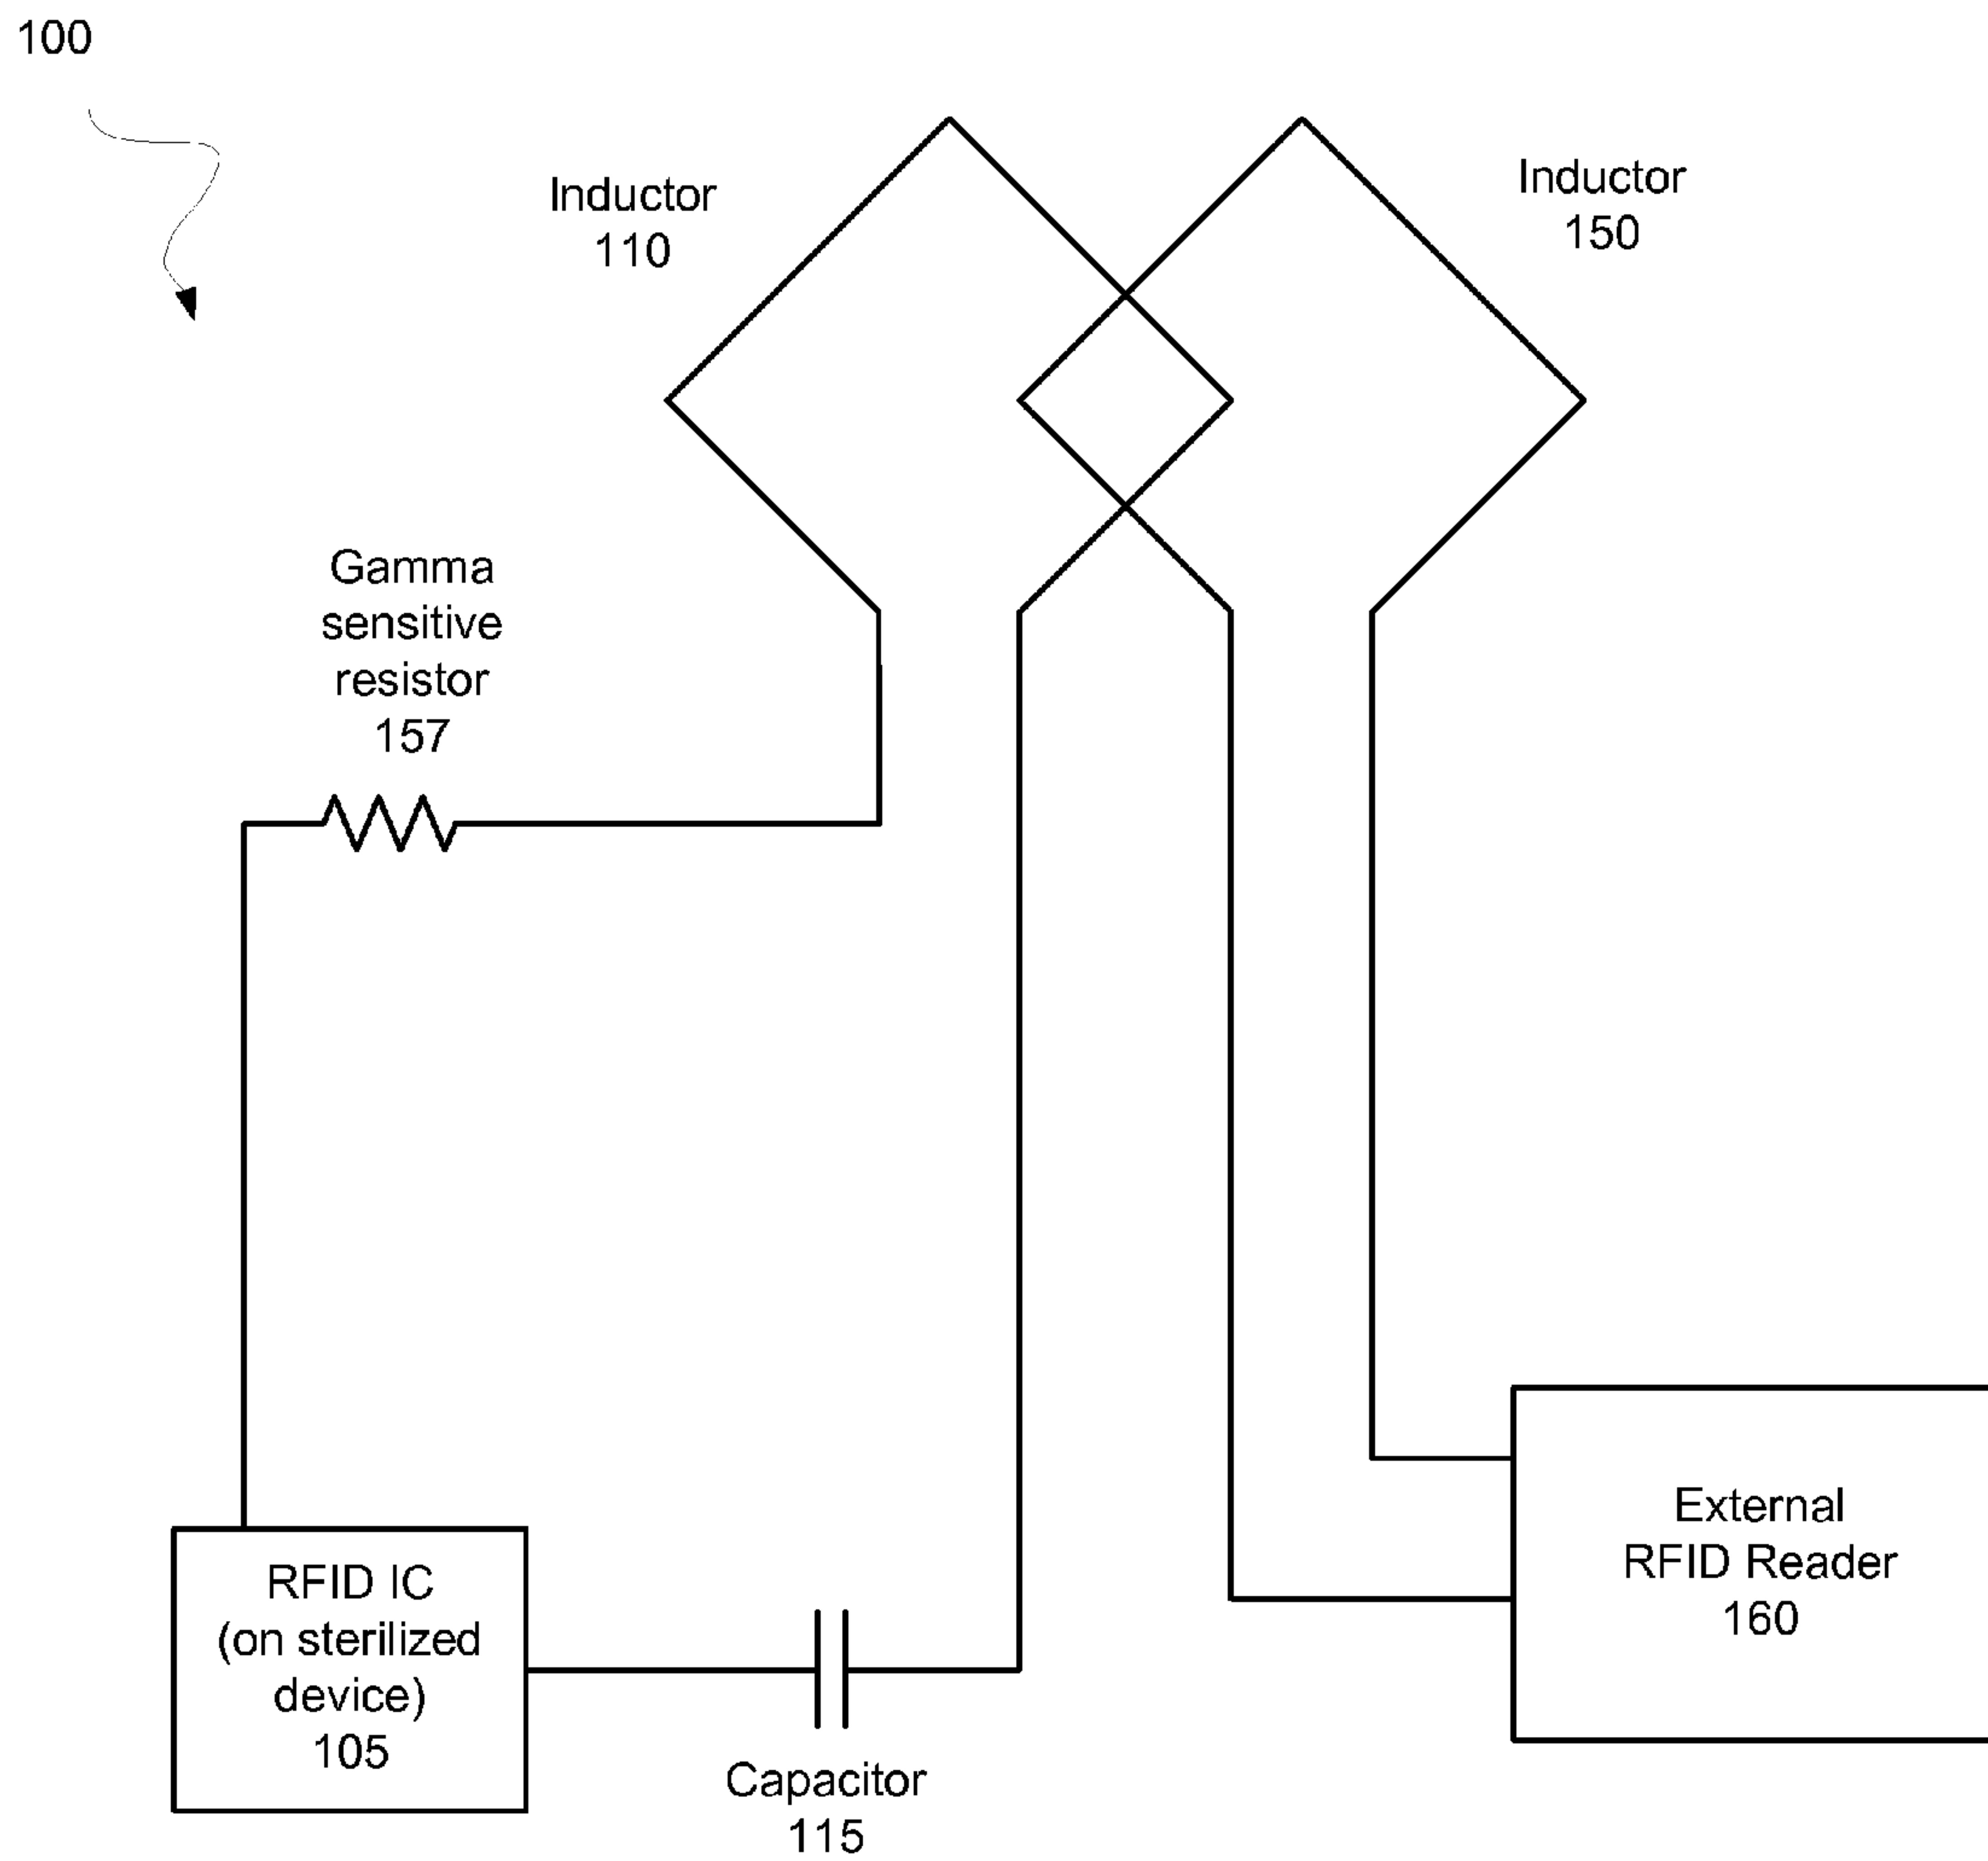 100
Inductor
110
Inductor
150
Gamma
sensitive
resistor
157
External
RFID Reader
160
RFID IC
(on sterilized
device)
105
Capacitor
115